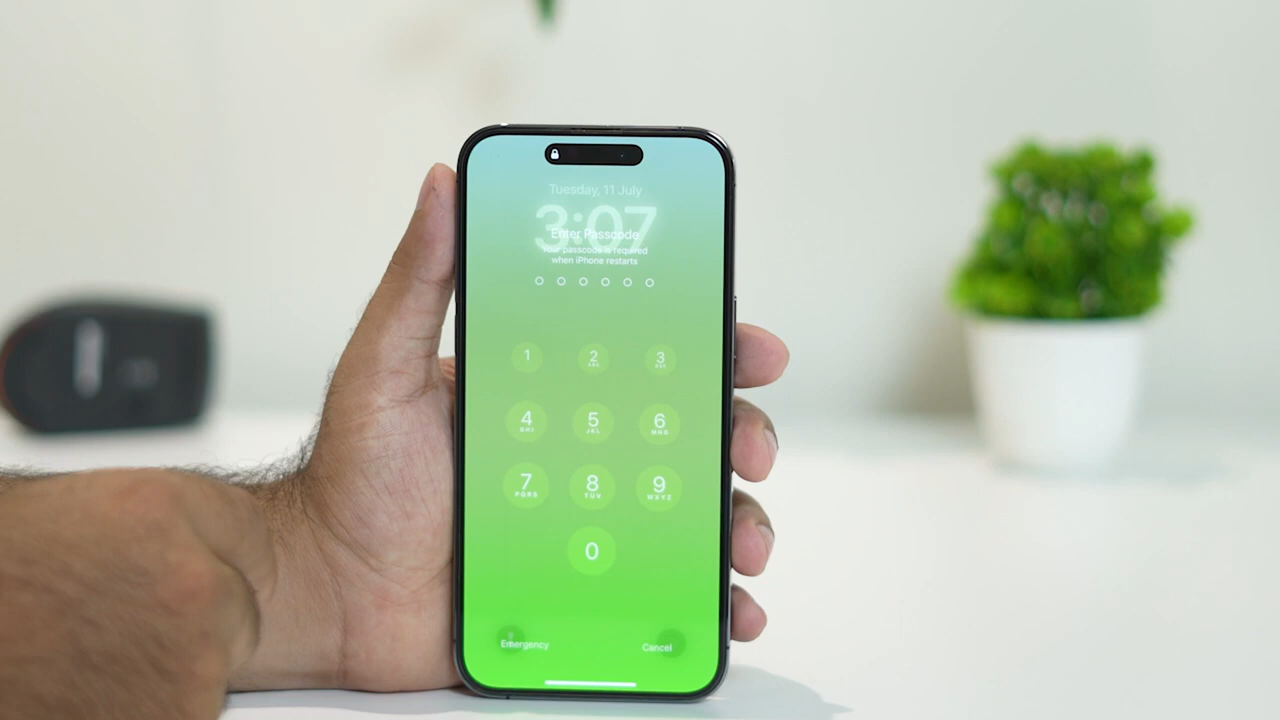 Tuesday, 11 July
3:07
Enter Passcode
Your passcode is required
when iPhone restarts
1 2 3
ABC DEF
4 5 6
GHI JKL MNO
7 8 9
PQRS TUV WXYZ
0
Emergency Cancel